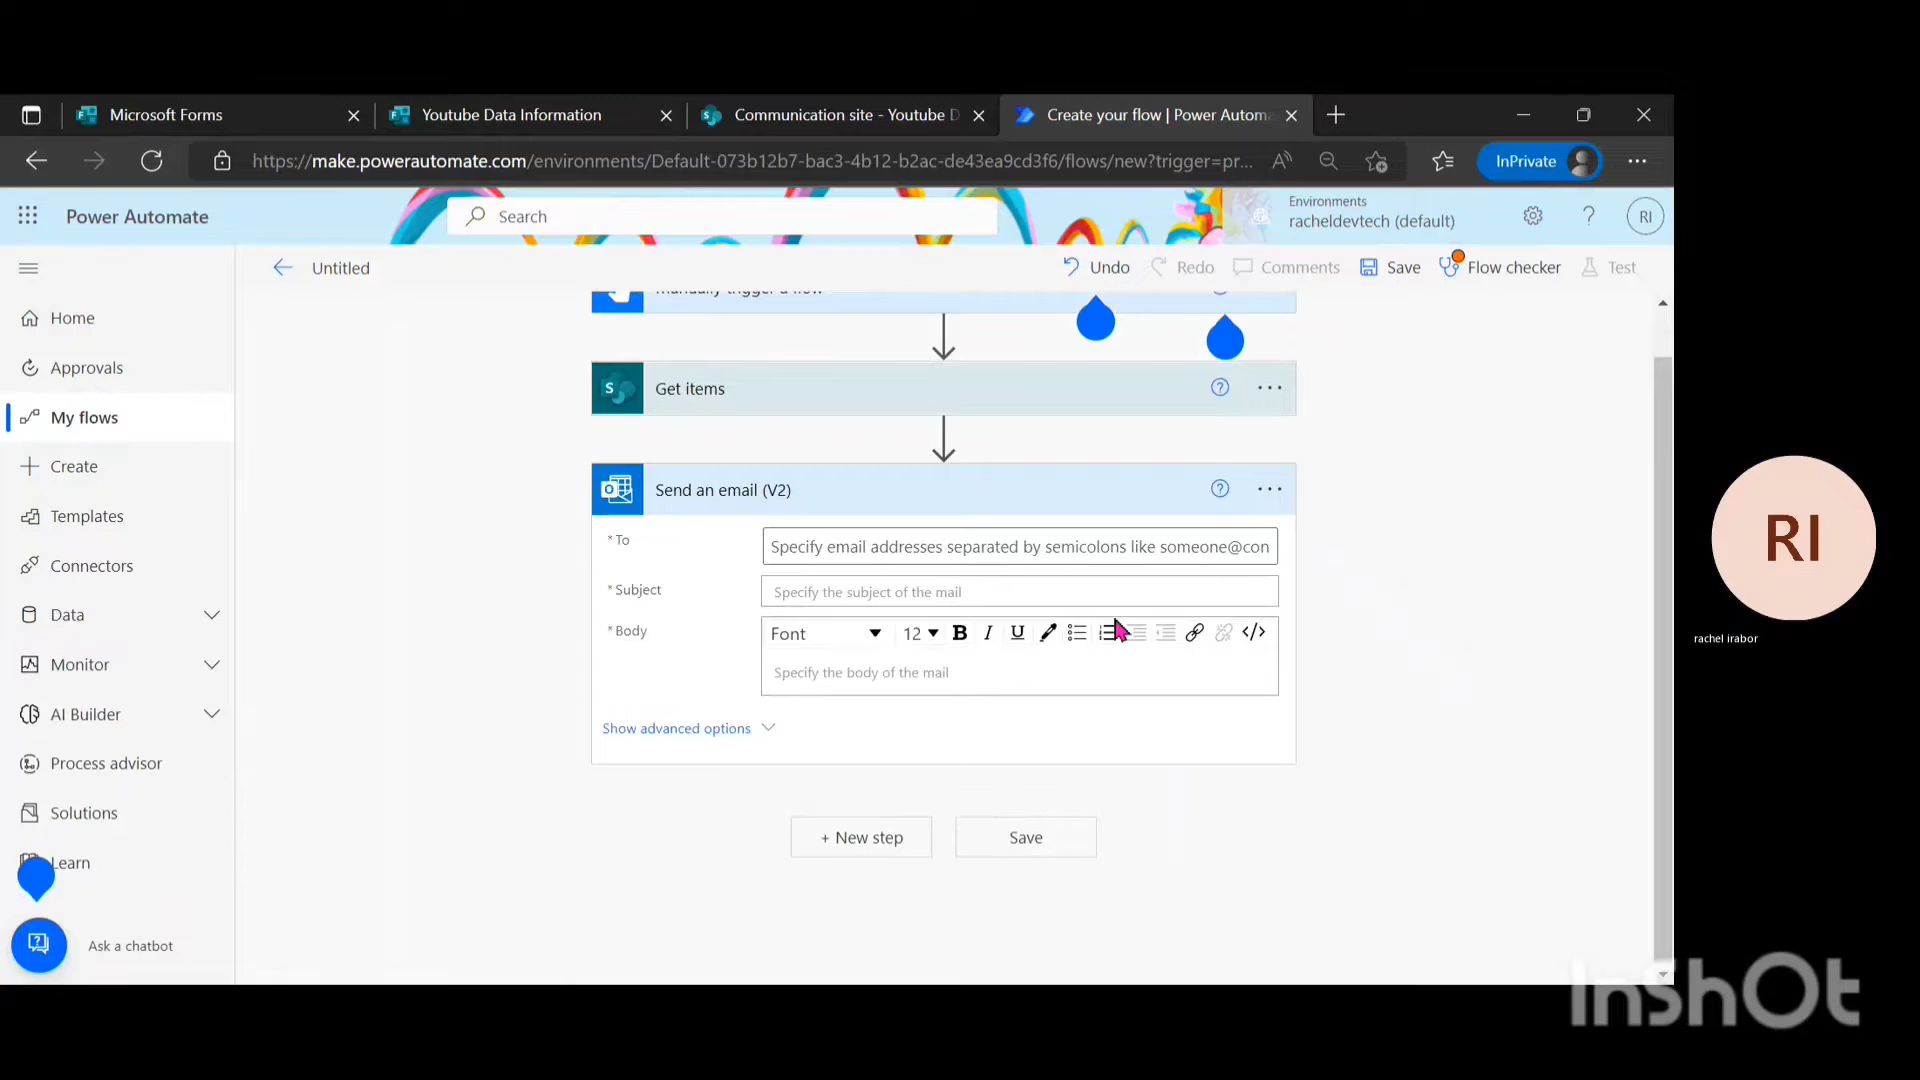 Microsoft Forms
Youtube Data Information
Communication site - Youtube D
Create your flow | Power Automa
https://make.powerautomate.com/environments/Default-073b12b7-bac3-4b12-b2ac-de43ea9cd3f6/flows/new?trigger=pr...
InPrivate
Power Automate
Search
Environments
racheldevtech (default)
RI
Untitled
Undo
Redo
Comments
Save
Flow checker
Test
Home
Approvals
My flows
Create
Templates
Connectors
Data
Monitor
AI Builder
Process advisor
Solutions
Learn
Ask a chatbot
Manually trigger a flow
Get items
Send an email (V2)
* To
Specify email addresses separated by semicolons like someone@con
* Subject
Specify the subject of the mail
* Body
Font
12
B I U
</>
Specify the body of the mail
Show advanced options
+ New step
Save
RI
rachel irabor
InShOt